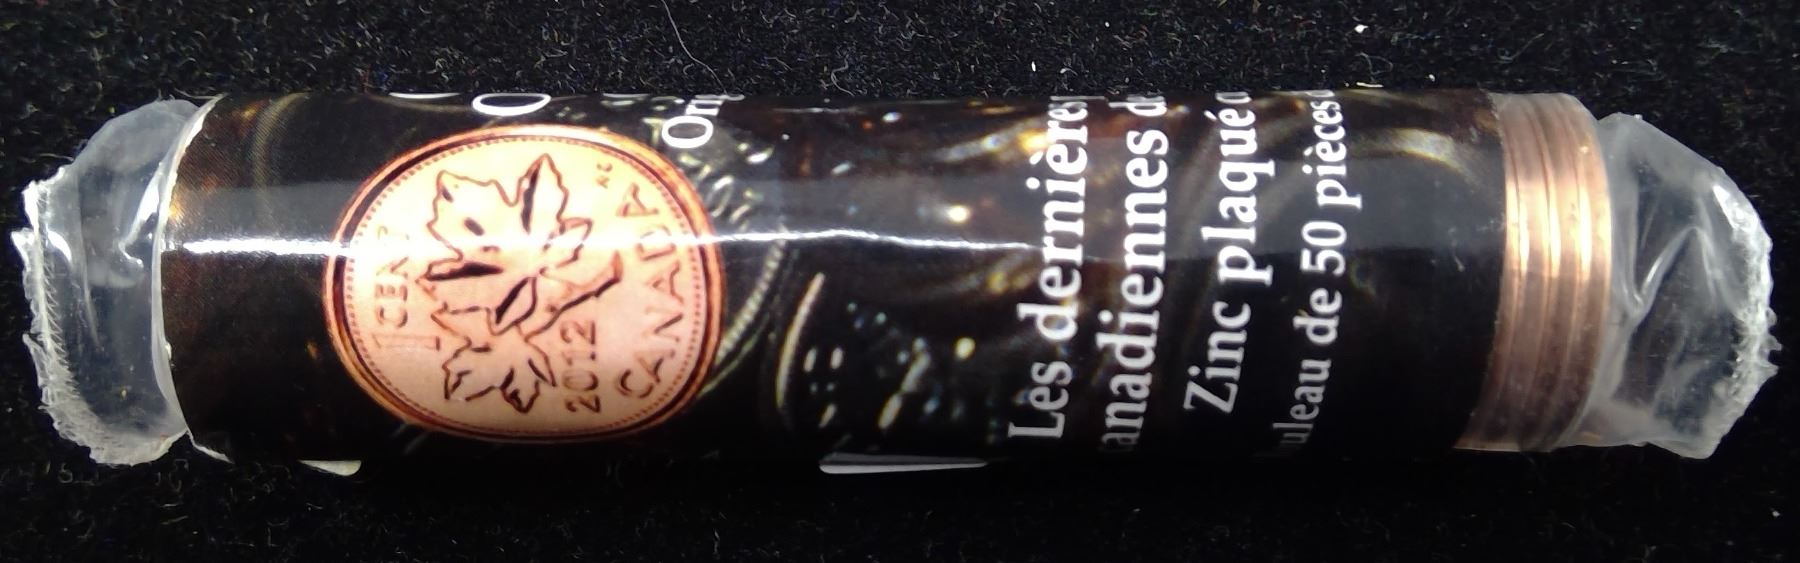 1 CENT
2012
CANADA
Les dernières
anadiennes d
Zinc plaqué
uleau de 50 pièces